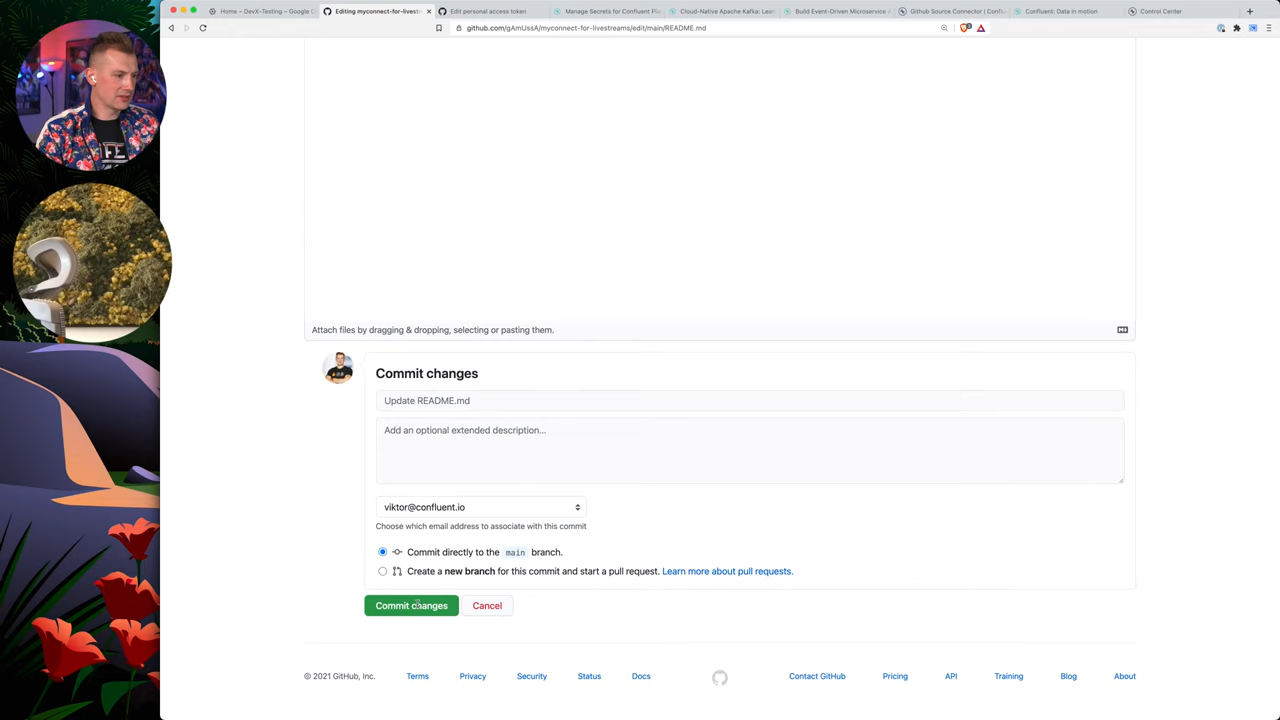 Home – DevX-Testing – Google C
Editing myconnect-for-livestre
Edit personal access token
Manage Secrets for Confluent Pla
Cloud-Native Apache Kafka: Lear
Build Event-Driven Microservice A
Github Source Connector | Conflu
Confluent: Data in motion
Control Center
github.com/gAmUssA/myconnect-for-livestreams/edit/main/README.md
Attach files by dragging & dropping, selecting or pasting them.
Commit changes
Update README.md
Add an optional extended description...
viktor@confluent.io
Choose which email address to associate with this commit
Commit directly to the main branch.
Create a new branch for this commit and start a pull request. Learn more about pull requests.
Commit changes Cancel
© 2021 GitHub, Inc. Terms Privacy Security Status Docs Contact GitHub Pricing API Training Blog About